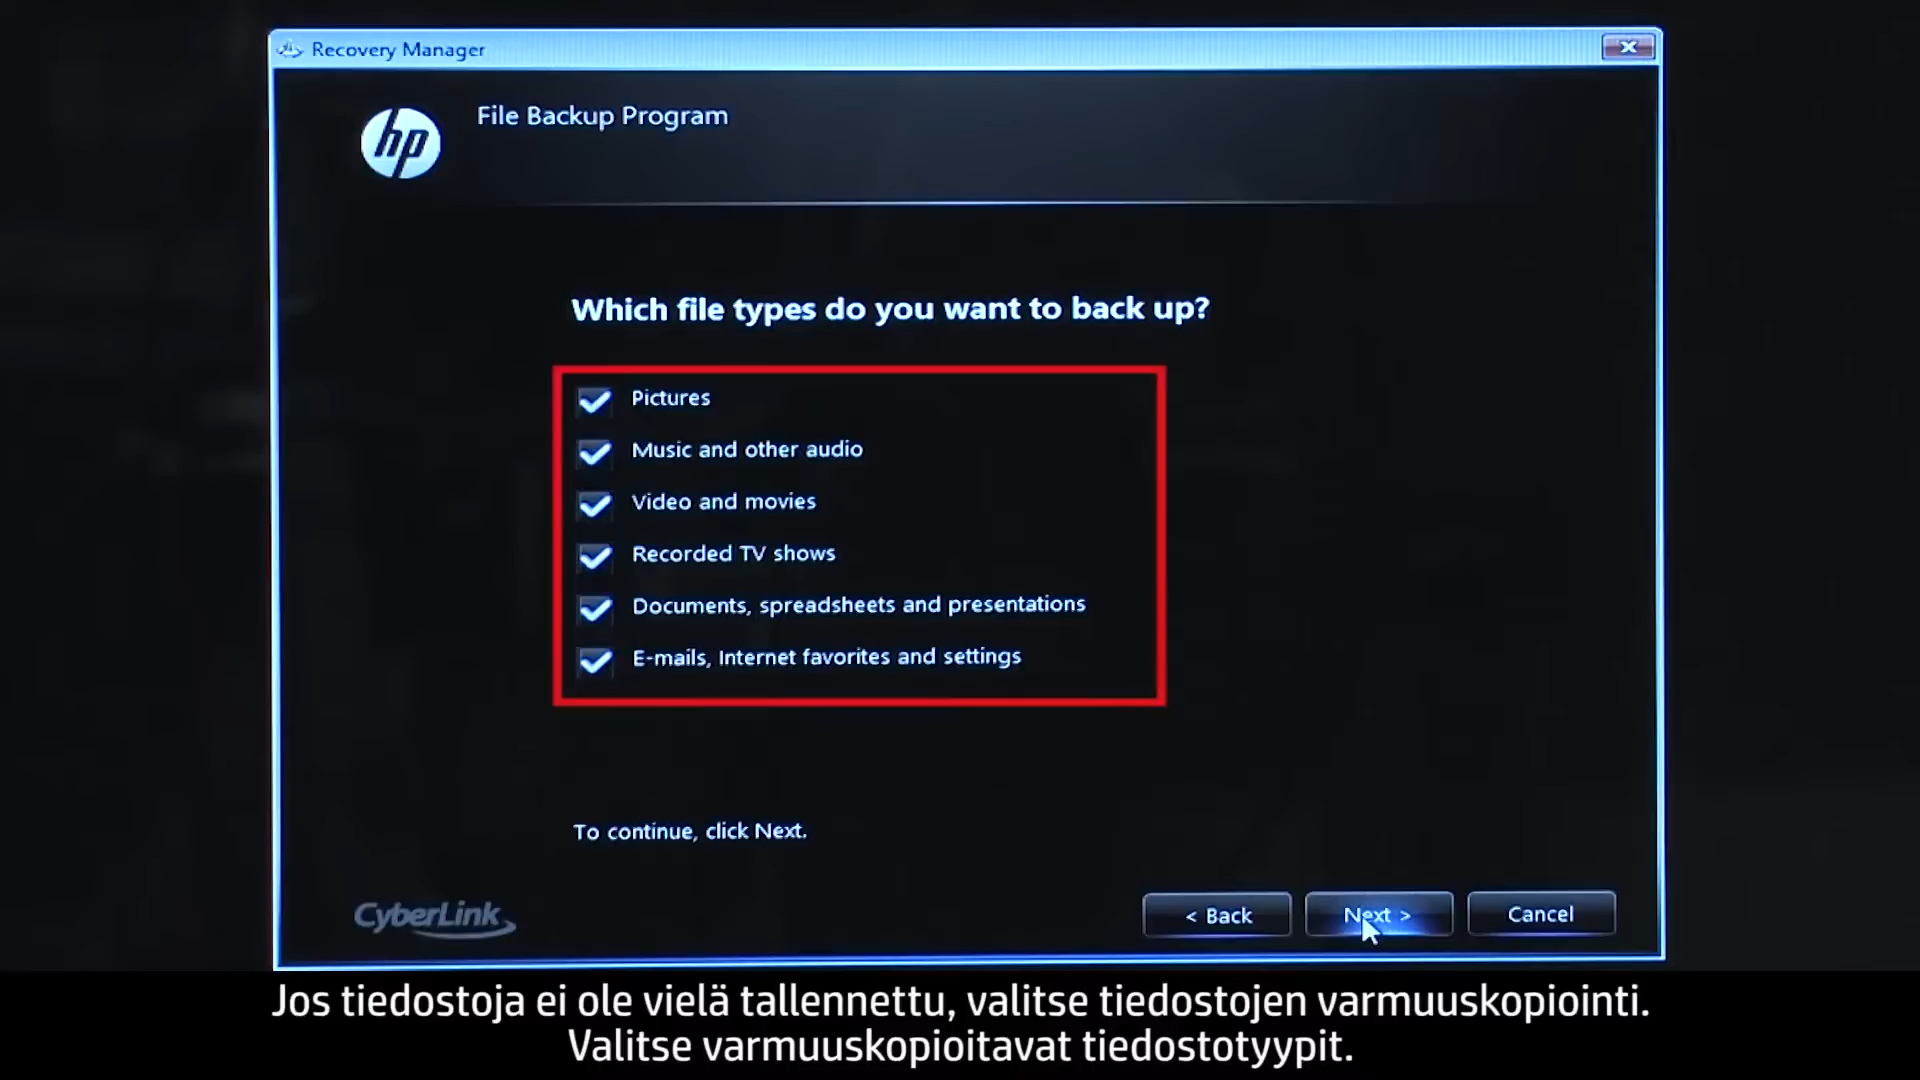 Recovery Manager
hp
File Backup Program
Which file types do you want to back up?
Pictures
Music and other audio
Video and movies
Recorded TV shows
Documents, spreadsheets and presentations
E-mails, Internet favorites and settings
To continue, click Next.
CyberLink
< Back
Next >
Cancel
Jos tiedostoja ei ole vielä tallennettu, valitse tiedostojen varmuuskopiointi.
Valitse varmuuskopioitavat tiedostotyypit.